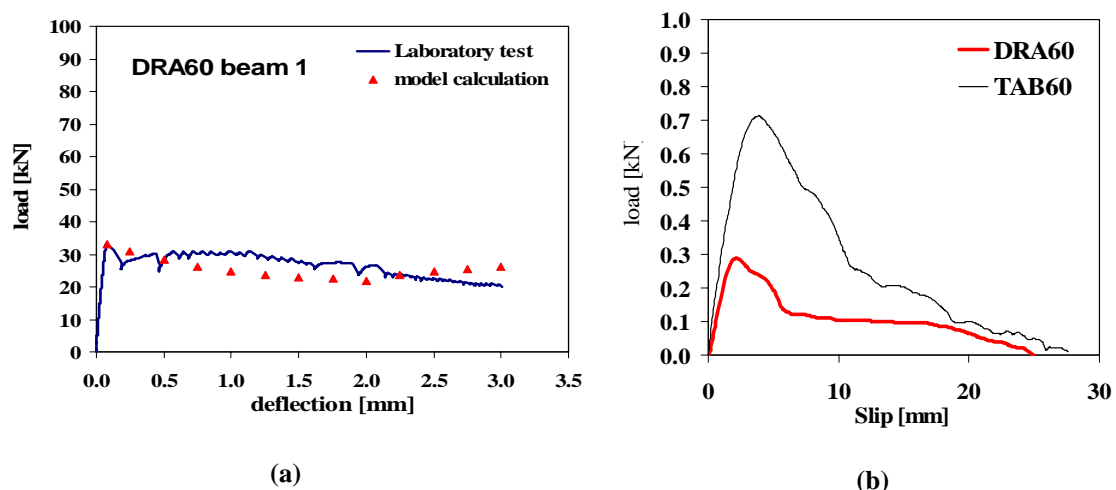 100
90
80
70
60
50
40
30
20
10
0
load [kN]
DRA60 beam 1
Laboratory test
model calculation
0.0 0.5 1.0 1.5 2.0 2.5 3.0 3.5
deflection [mm]
(a)
1.0
0.9
0.8
0.7
0.6
0.5
0.4
0.3
0.2
0.1
0.0
load [kN]
DRA60
TAB60
0 10 20 30
Slip [mm]
(b)